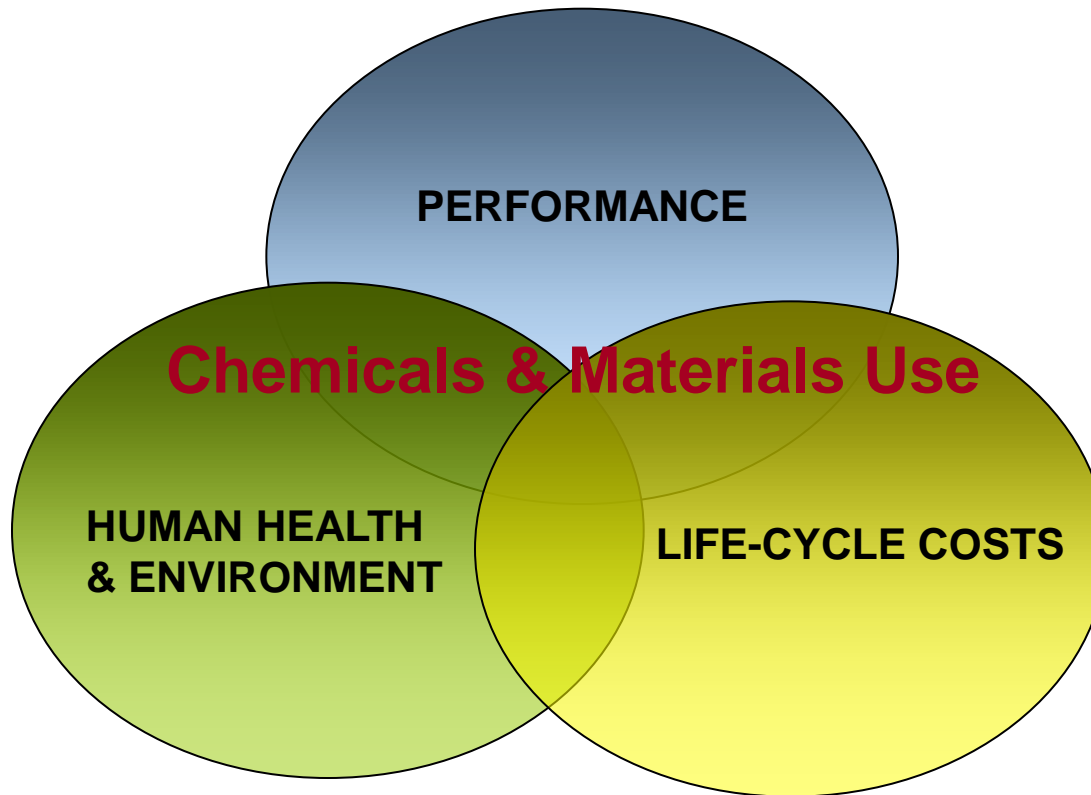 PERFORMANCE
Chemicals & Materials Use
HUMAN HEALTH
& ENVIRONMENT
LIFE-CYCLE COSTS